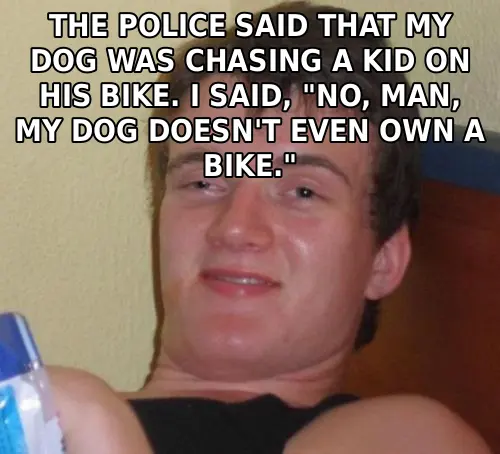 THE POLICE SAID THAT MY
DOG WAS CHASING A KID ON
HIS BIKE. I SAID, "NO, MAN,
MY DOG DOESN'T EVEN OWN A
BIKE."